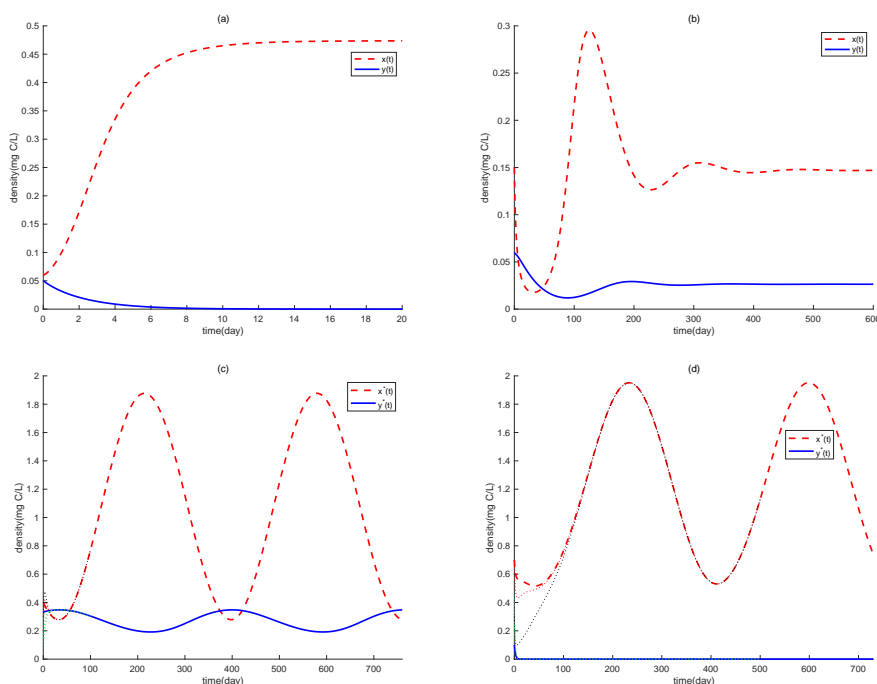 (a)
0.5
0.45
0.4
0.35
0.3
0.25
0.2
0.15
0.1
0.05
0
density(mg C/L)
x(t)
y(t)
0 2 4 6 8 10 12 14 16 18 20
time(day)
(b)
0.3
0.25
0.2
0.15
0.1
0.05
0
density(mg C/L)
x(t)
y(t)
0 100 200 300 400 500 600
time(day)
(c)
2
1.8
1.6
1.4
1.2
1
0.8
0.6
0.4
0.2
0
density(mg C/L)
x*(t)
y*(t)
0 100 200 300 400 500 600 700
time(day)
(d)
2
1.8
1.6
1.4
1.2
1
0.8
0.6
0.4
0.2
0
density(mg C/L)
x*(t)
y*(t)
0 100 200 300 400 500 600 700
time(day)